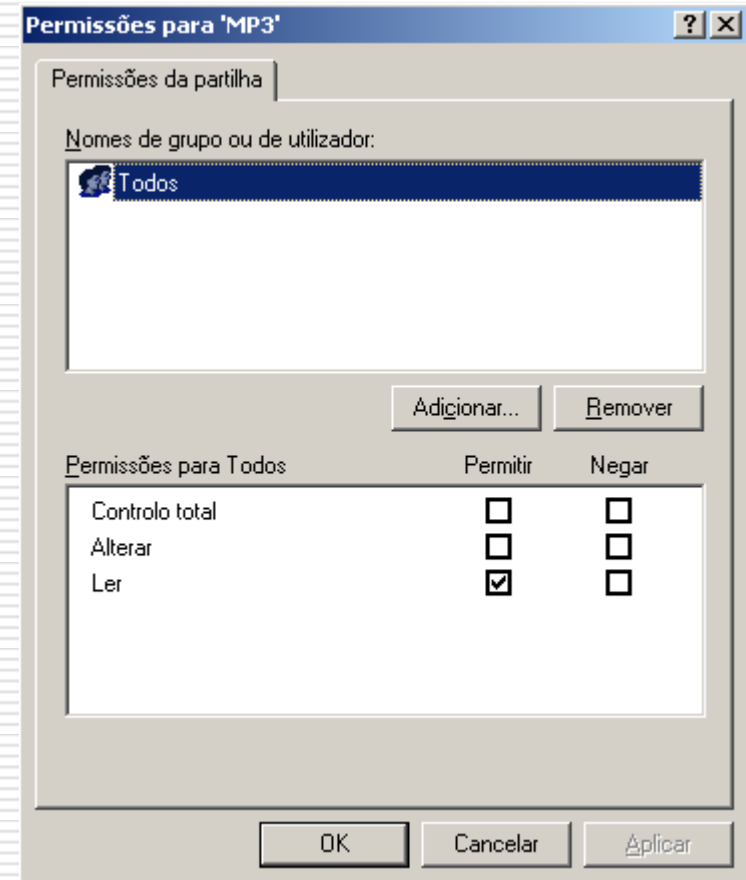 Permissões para 'MP3'
Permissões da partilha
Nomes de grupo ou de utilizador:
Todos
Adicionar... Remover
Permissões para Todos Permitir Negar
Controlo total
Alterar
Ler
OK Cancelar Aplicar